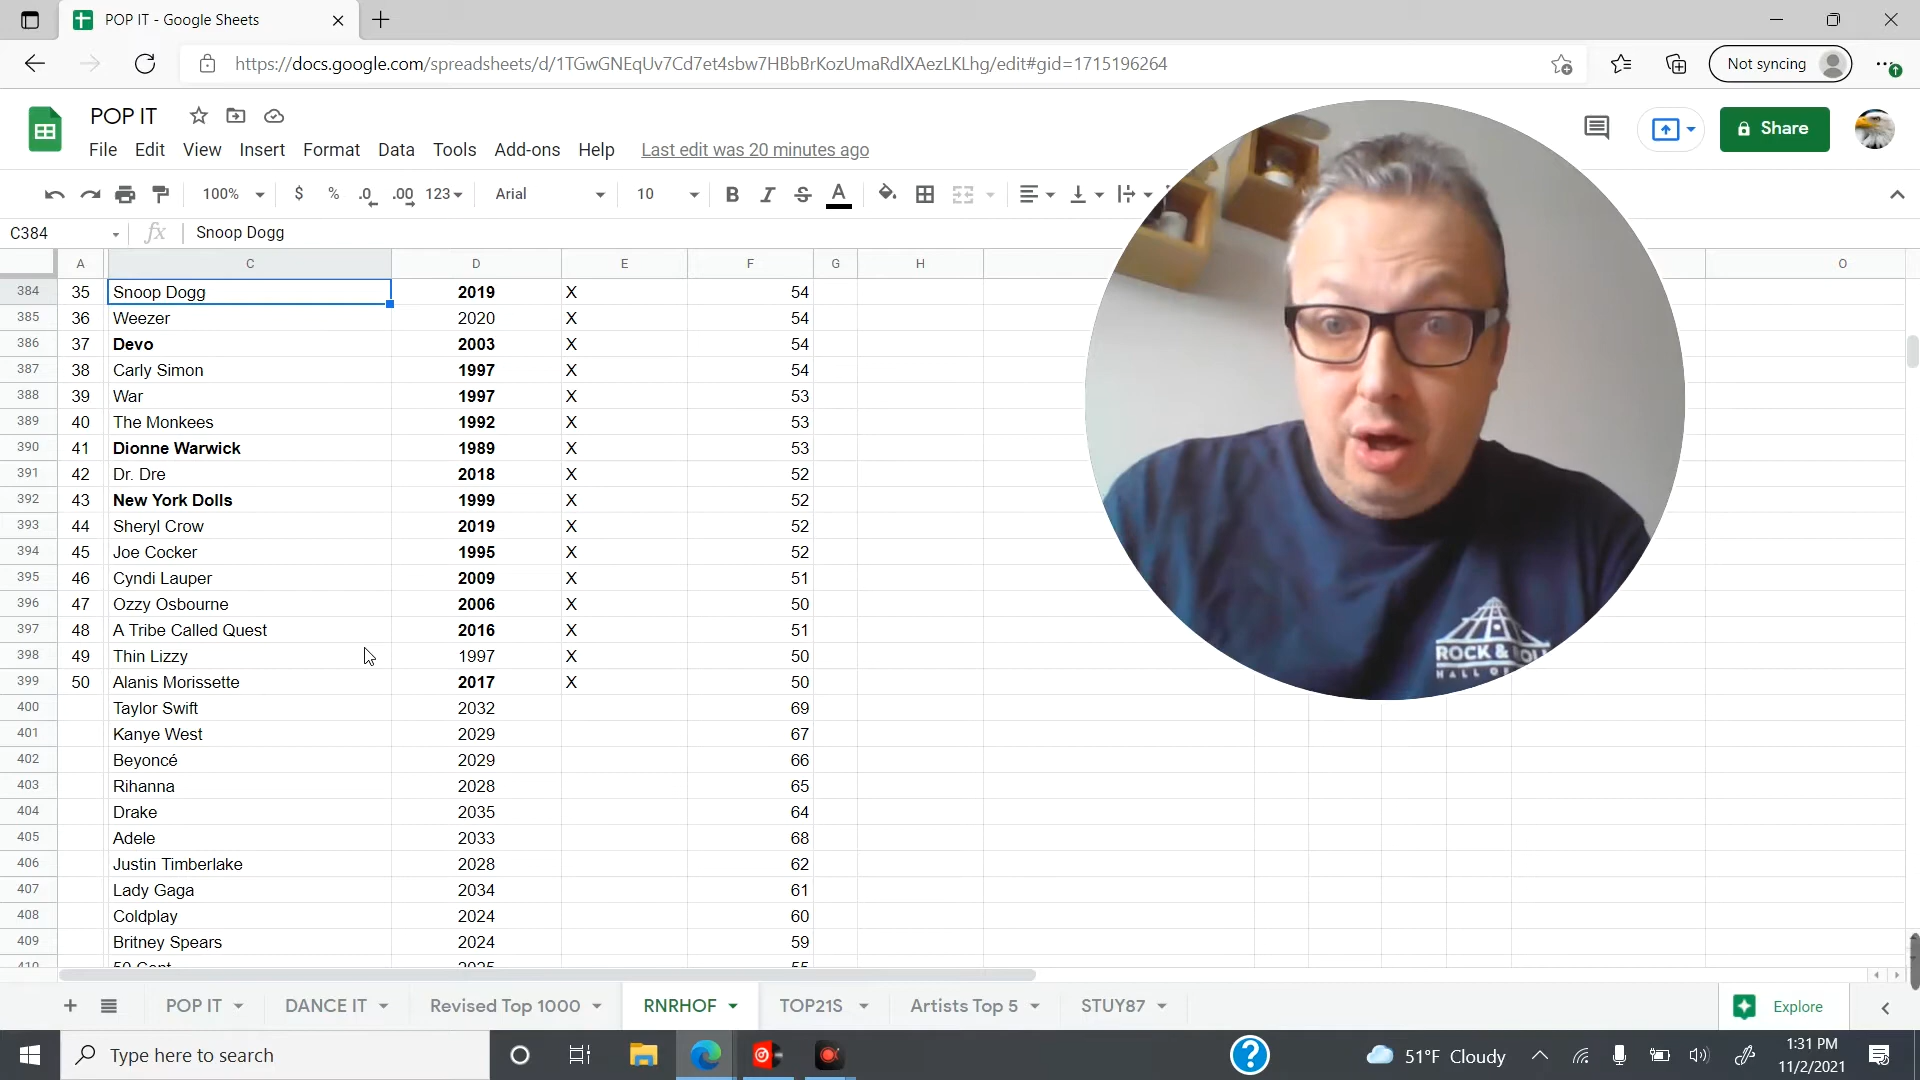 POP IT - Google Sheets
https://docs.google.com/spreadsheets/d/1TGwGNEqUv7Cd7et4sbw7HBbBrKozUmaRdlXAezLKLhg/edit#gid=1715196264
Not syncing
POP IT
File Edit View Insert Format Data Tools Add-ons Help Last edit was 20 minutes ago
Share
100% $ % .0 .00 123 Arial 10 B I S A
C384 fx Snoop Dogg
A C D E F G H O
384 35 Snoop Dogg 2019 X 54
385 36 Weezer 2020 X 54
386 37 Devo 2003 X 54
387 38 Carly Simon 1997 X 54
388 39 War 1997 X 53
389 40 The Monkees 1992 X 53
390 41 Dionne Warwick 1989 X 53
391 42 Dr. Dre 2018 X 52
392 43 New York Dolls 1999 X 52
393 44 Sheryl Crow 2019 X 52
394 45 Joe Cocker 1995 X 52
395 46 Cyndi Lauper 2009 X 51
396 47 Ozzy Osbourne 2006 X 50
397 48 A Tribe Called Quest 2016 X 51
398 49 Thin Lizzy 1997 X 50
399 50 Alanis Morissette 2017 X 50
400 Taylor Swift 2032 69
401 Kanye West 2029 67
402 Beyoncé 2029 66
403 Rihanna 2028 65
404 Drake 2035 64
405 Adele 2033 68
406 Justin Timberlake 2028 62
407 Lady Gaga 2034 61
408 Coldplay 2024 60
409 Britney Spears 2024 59
410 50 Cent 2025 55
ROCK & ROLL
HALL OF
POP IT DANCE IT Revised Top 1000 RNRHOF TOP21S Artists Top 5 STUY87 Explore
Type here to search
51°F Cloudy
1:31 PM
11/2/2021